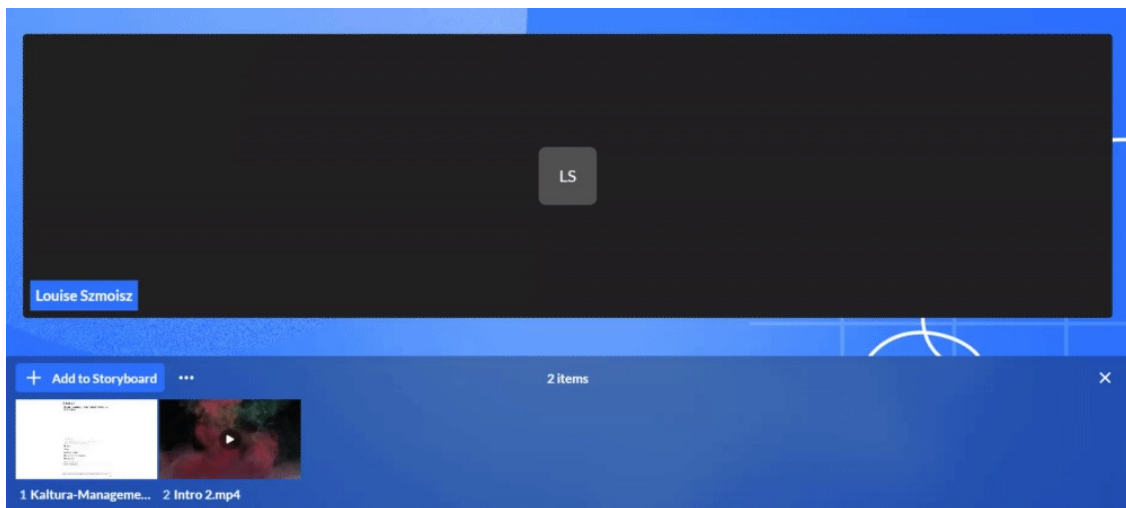 LS
Louise Szmoisz
+ Add to Storyboard ••• 2 items ×
1 Kaltura-Manageme... 2 Intro 2.mp4